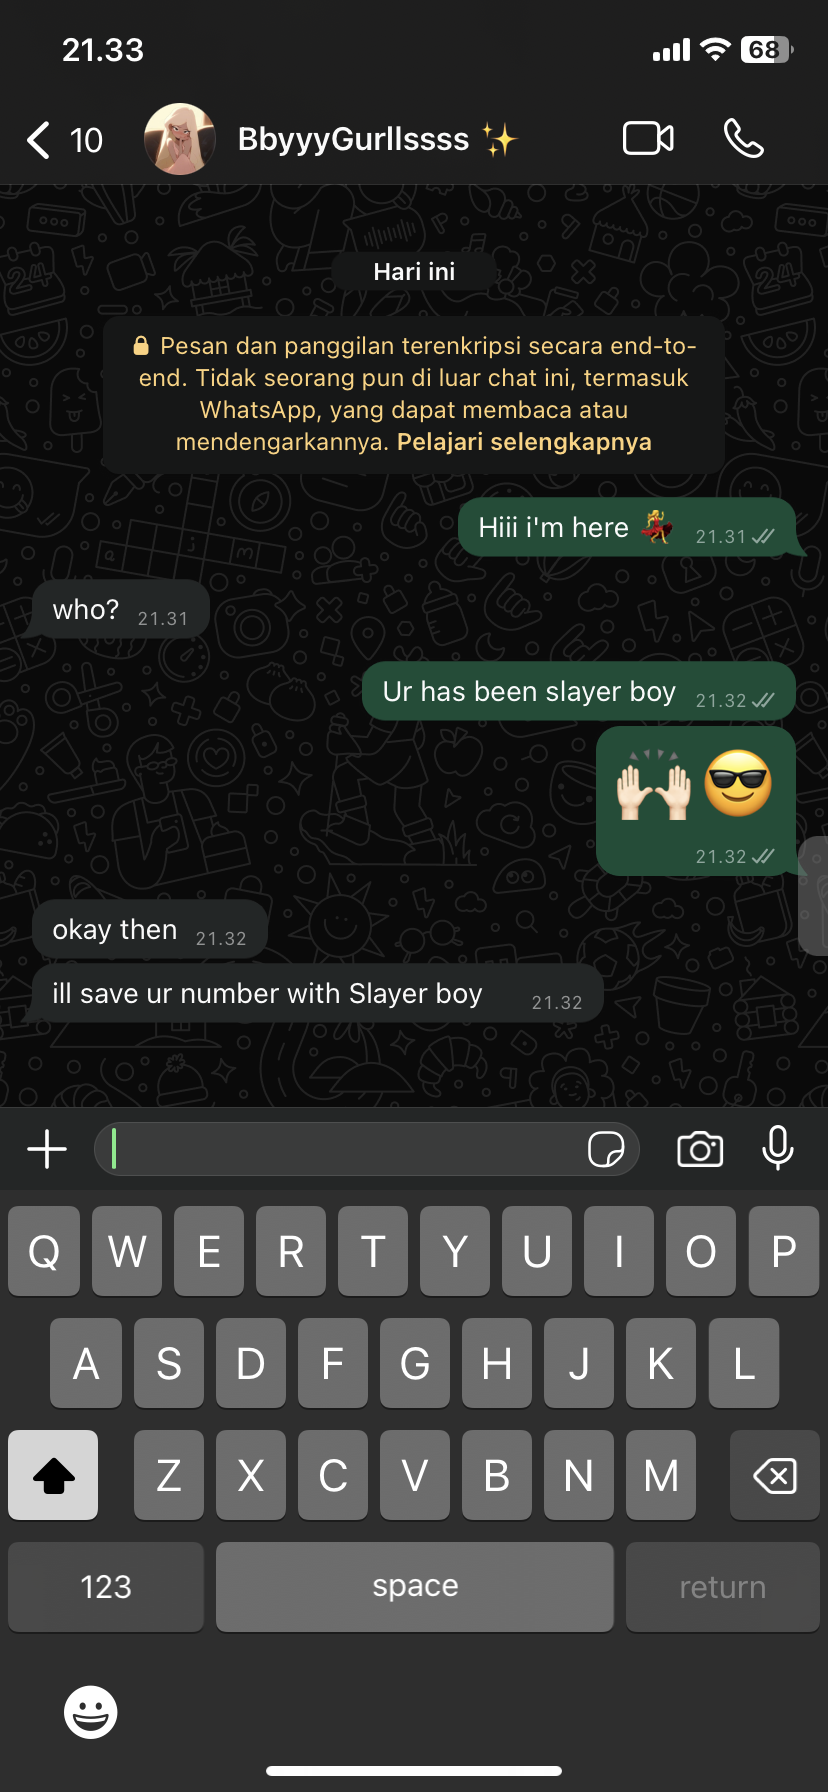 21.33
68
10
BbyyyGurllssss ✨
Hari ini
🔒 Pesan dan panggilan terenkripsi secara end-to-
end. Tidak seorang pun di luar chat ini, termasuk
WhatsApp, yang dapat membaca atau
mendengarkannya. Pelajari selengkapnya
Hiii i'm here 💃 21.31
who? 21.31
Ur has been slayer boy 21.32
🙌🏻😎
21.32
okay then 21.32
ill save ur number with Slayer boy 21.32
Q W E R T Y U I O P
A S D F G H J K L
Z X C V B N M
123 space return